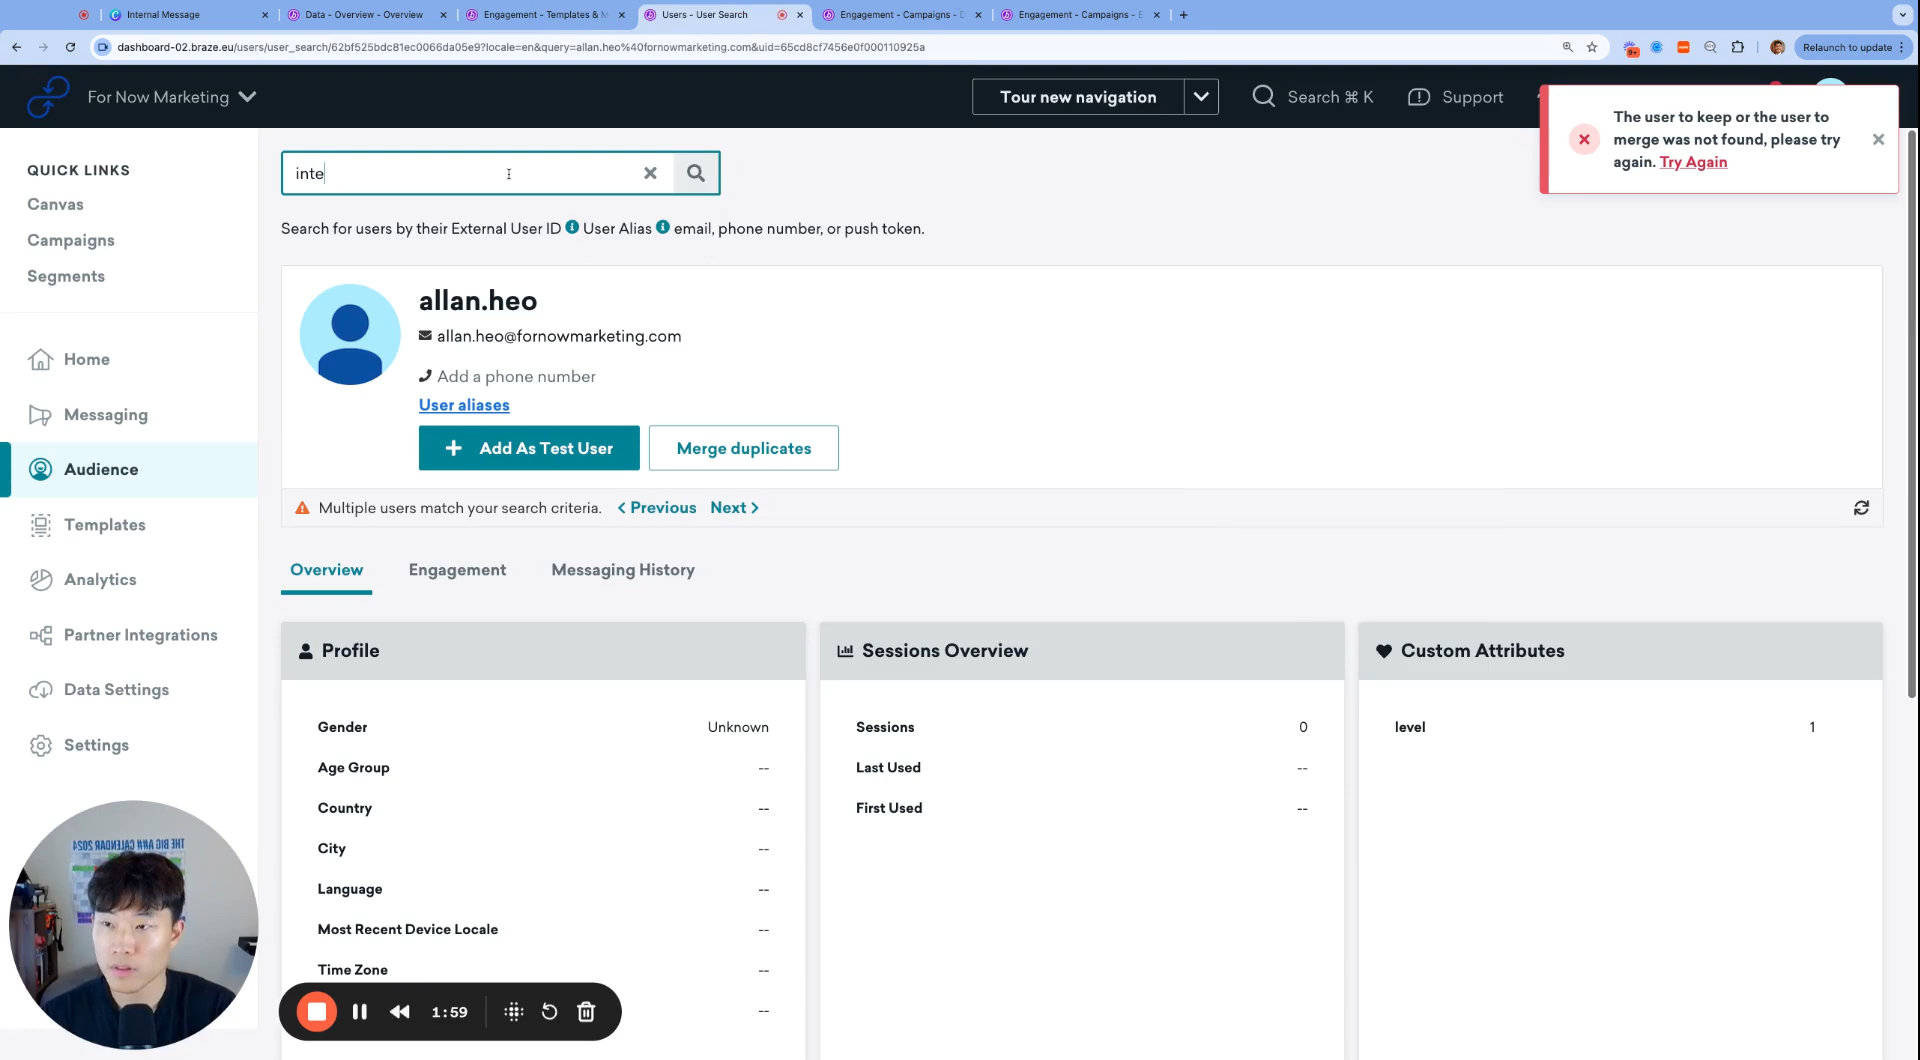 Internal Message
Data - Overview - Overview
Engagement - Templates & M
Users - User Search
Engagement - Campaigns - D
Engagement - Campaigns - E
dashboard-02.braze.eu/users/user_search/62bf525bdc81ec0066da05e9?locale=en&query=allan.heo%40fornowmarketing.com&uid=65cd8cf7456e0f000110925a
9+
Relaunch to update
For Now Marketing
Tour new navigation
Search ⌘ K
Support
The user to keep or the user to
merge was not found, please try
again. Try Again
QUICK LINKS
Canvas
Campaigns
Segments
Home
Messaging
Audience
Templates
Analytics
Partner Integrations
Data Settings
Settings
inte
Search for users by their External User ID User Alias email, phone number, or push token.
allan.heo
allan.heo@fornowmarketing.com
Add a phone number
User aliases
+ Add As Test User
Merge duplicates
Multiple users match your search criteria. < Previous Next >
Overview
Engagement
Messaging History
Profile
Gender Unknown
Age Group --
Country --
City --
Language --
Most Recent Device Locale --
Time Zone --
--
Sessions Overview
Sessions 0
Last Used --
First Used --
Custom Attributes
level 1
THE BIG A## CALENDAR 2024
1:59